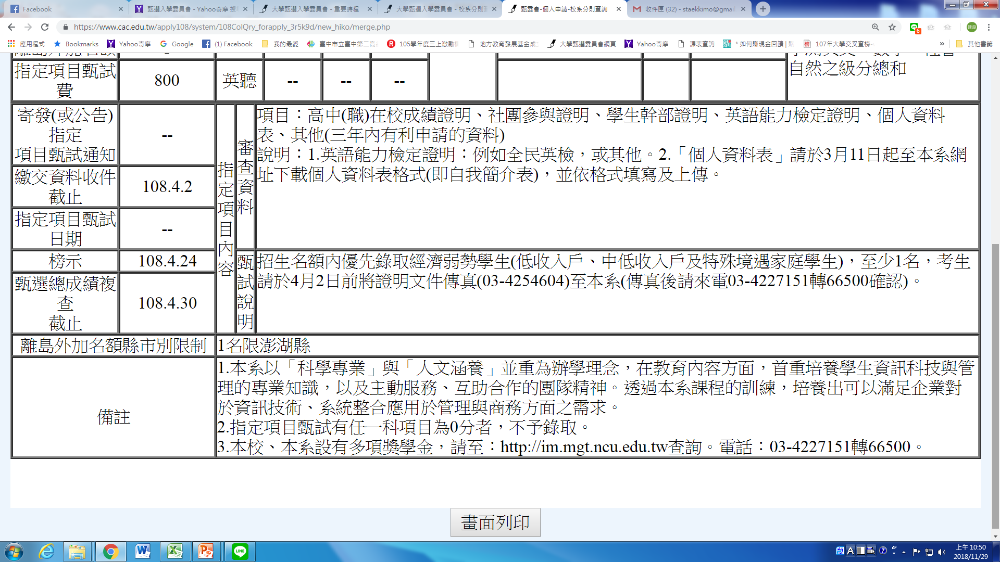 Facebook
甄選入學委員會 - Yahoo奇摩 搜
大學甄選入學委員會 - 重要時程
大學甄選入學委員會 - 校系分則
甄委會-個人申請-校系分則查詢
收件匣 (32) - staekkimo@gmai
https://www.cac.edu.tw/apply108/system/108ColQry_forapply_3r5k9d/new_hiko/merge.php
應用程式
Bookmarks
Yahoo奇摩
Google
(1) Facebook
我的最愛
臺中市立臺中第二高
105學年度三上激勵
地方教育發展基金成
大學甄選委員會網頁
Yahoo奇摩
課表查詢
*如何賺現金回饋 |
107年大學交叉查榜-
»
其他書籤
自然之級分總和
指定項目甄試
費
800
英聽
--
--
--
寄發(或公告)
指定
項目甄試通知
--
繳交資料收件
截止
108.4.2
指定項目甄試
日期
--
榜示
108.4.24
甄選總成績複
查
截止
108.4.30
指定項目內容
審查資料
項目：高中(職)在校成績證明、社團參與證明、學生幹部證明、英語能力檢定證明、個人資料
表、其他(三年內有利申請的資料)
說明：1.英語能力檢定證明：例如全民英檢，或其他。2.「個人資料表」請於3月11日起至本系網
址下載個人資料表格式(即自我簡介表)，並依格式填寫及上傳。
甄試說明
招生名額內優先錄取經濟弱勢學生(低收入戶、中低收入戶及特殊境遇家庭學生)，至少1名，考生
請於4月2日前將證明文件傳真(03-4254604)至本系(傳真後請來電03-4227151轉66500確認)。
離島外加名額縣市別限制
1名限澎湖縣
備註
1.本系以「科學專業」與「人文涵養」並重為辦學理念，在教育內容方面，首重培養學生資訊科技與管
理的專業知識，以及主動服務、互助合作的團隊精神。透過本系課程的訓練，培養出可以滿足企業對
於資訊技術、系統整合應用於管理與商務方面之需求。
2.指定項目甄試有任一科項目為0分者，不予錄取。
3.本校、本系設有多項獎學金，請至：http://im.mgt.ncu.edu.tw查詢。電話：03-4227151轉66500。
畫面列印
上午 10:50
2018/11/29